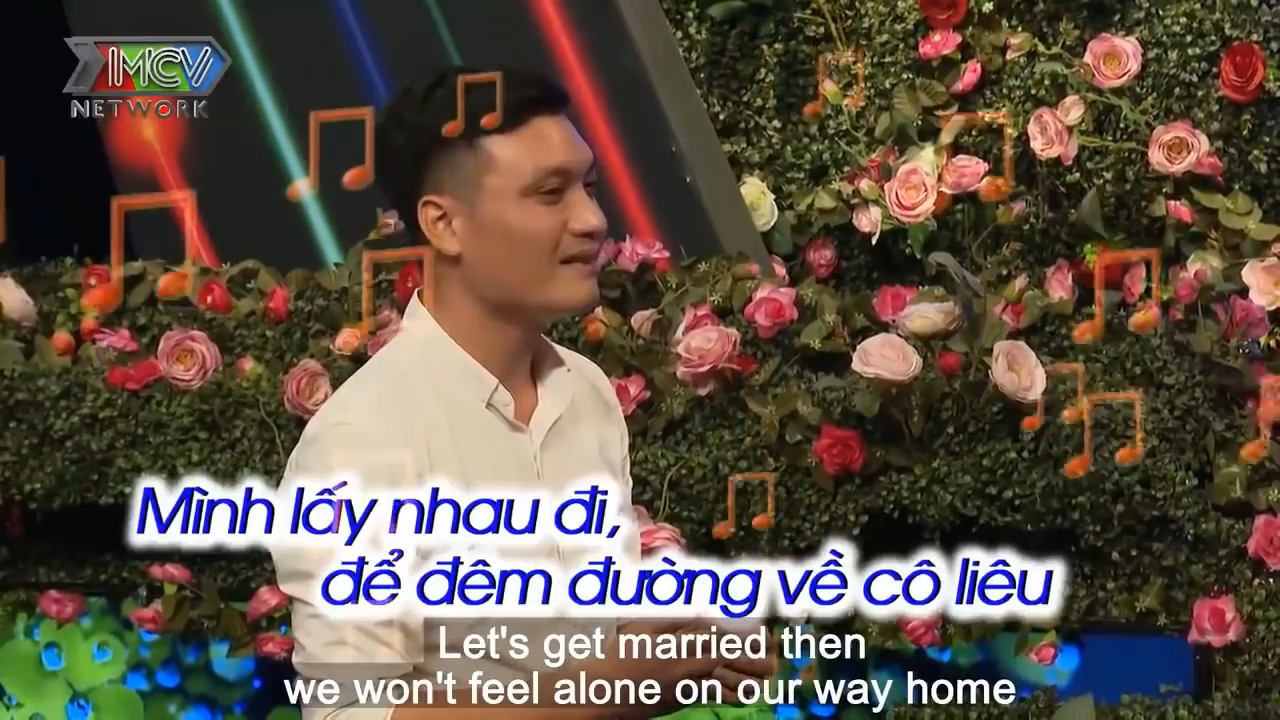 MCV
NETWORK
Mình lấy nhau đi,
để đêm đường về cô liêu
Let's get married then
we won't feel alone on our way home